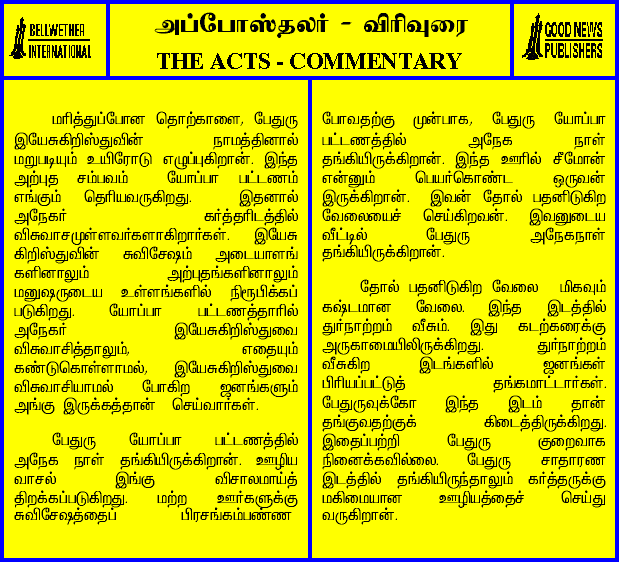 BELLWETHER
INTERNATIONAL
அப்போஸ்தலர் - விரிவுரை
THE ACTS - COMMENTARY
GOOD NEWS
PUBLISHERS
மரித்துப்போன தொற்காளை, பேதுரு
இயேசுகிறிஸ்துவின் நாமத்தினால்
மறுபடியும் உயிரோடு எழுப்புகிறான். இந்த
அற்புத சம்பவம் யோப்பா பட்டணம்
எங்கும் தெரியவருகிறது. இதனால்
அநேகர் கர்த்தரிடத்தில்
விசுவாசமுள்ளவர்களாகிறார்கள். இயேசு
கிறிஸ்துவின் சுவிசேஷம் அடையாளங்
களினாலும் அற்புதங்களினாலும்
மனுஷருடைய உள்ளங்களில் நிரூபிக்கப்
படுகிறது. யோப்பா பட்டணத்தாரில்
அநேகர் இயேசுகிறிஸ்துவை
விசுவாசித்தாலும், எதையும்
கண்டுகொள்ளாமல், இயேசுகிறிஸ்துவை
விசுவாசியாமல் போகிற ஜனங்களும்
அங்கு இருக்கத்தான் செய்வார்கள்.
பேதுரு யோப்பா பட்டணத்தில்
அநேக நாள் தங்கியிருக்கிறான். ஊழிய
வாசல் இங்கு விசாலமாய்த்
திறக்கப்படுகிறது. மற்ற ஊர்களுக்கு
சுவிசேஷத்தைப் பிரசங்கம்பண்ண
போவதற்கு முன்பாக, பேதுரு யோப்பா
பட்டணத்தில் அநேக நாள்
தங்கியிருக்கிறான். இந்த ஊரில் சீமோன்
என்னும் பெயர்கொண்ட ஒருவன்
இருக்கிறான். இவன் தோல் பதனிடுகிற
வேலையைச் செய்கிறவன். இவனுடைய
வீட்டில் பேதுரு அநேகநாள்
தங்கியிருக்கிறான்.
தோல் பதனிடுகிற வேலை மிகவும்
கஷ்டமான வேலை. இந்த இடத்தில்
துர்நாற்றம் வீசும். இது கடற்கரைக்கு
அருகாமையிலிருக்கிறது. துர்நாற்றம்
வீசுகிற இடங்களில் ஜனங்கள்
பிரியப்பட்டுத் தங்கமாட்டார்கள்.
பேதுருவுக்கோ இந்த இடம் தான்
தங்குவதற்குக் கிடைத்திருக்கிறது.
இதைப்பற்றி பேதுரு குறைவாக
நினைக்கவில்லை. பேதுரு சாதாரண
இடத்தில் தங்கியிருந்தாலும் கர்த்தருக்கு
மகிமையான ஊழியத்தைச் செய்து
வருகிறான்.